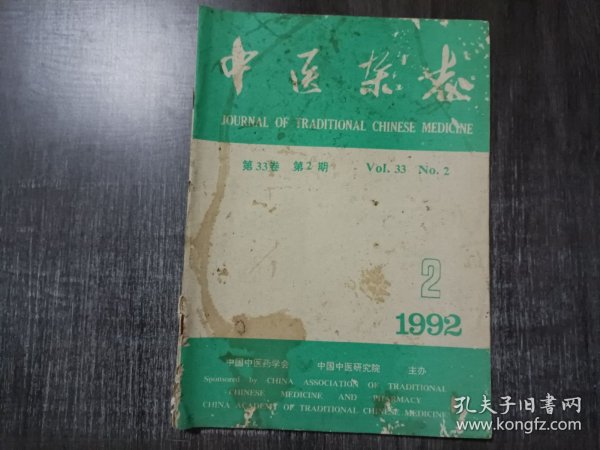 中医杂志
JOURNAL OF TRADITIONAL CHINESE MEDICINE
第33卷 第2期 Vol. 33 No. 2
2
1992
中国中医药学会 中国中医研究院 主办
Sponsored by CHINA ASSOCIATION OF TRADITIONAL
CHINESE MEDICINE AND PHARMACY
CHINA ACADEMY OF TRADITIONAL CHINESE MEDICINE
孔夫子旧书网
www.kongfz.com